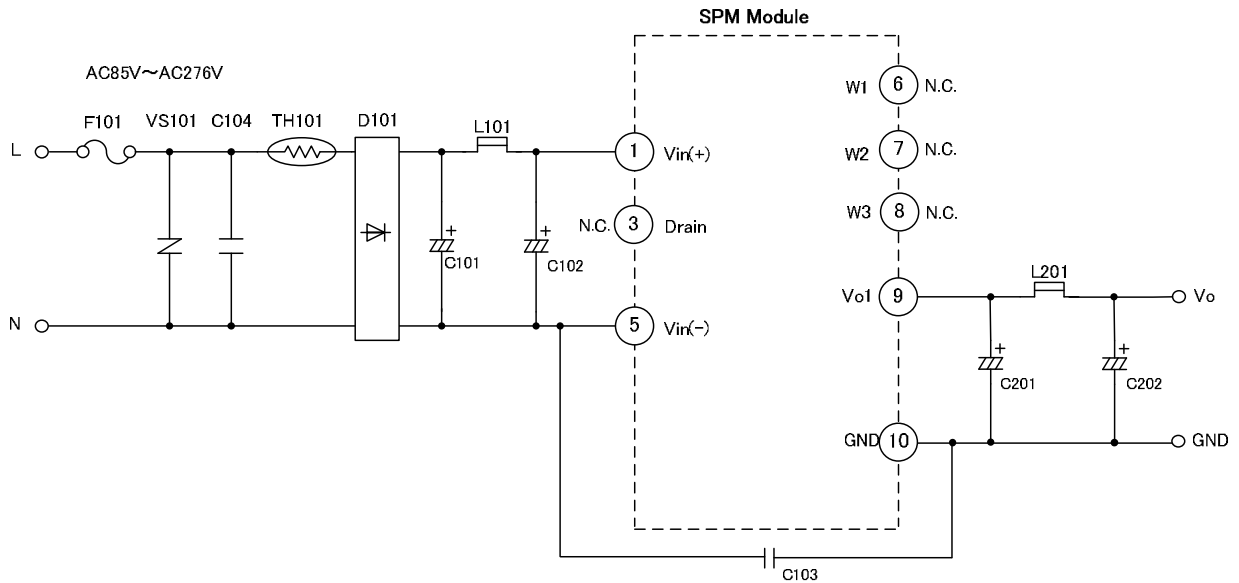 SPM Module
AC85V～AC276V
F101
VS101
C104
TH101
D101
L101
L
N
C101
C102
1
Vin(+)
N.C.
3
Drain
5
Vin(-)
W1
6
N.C.
W2
7
N.C.
W3
8
N.C.
Vo1
9
L201
Vo
C201
C202
GND
10
GND
C103